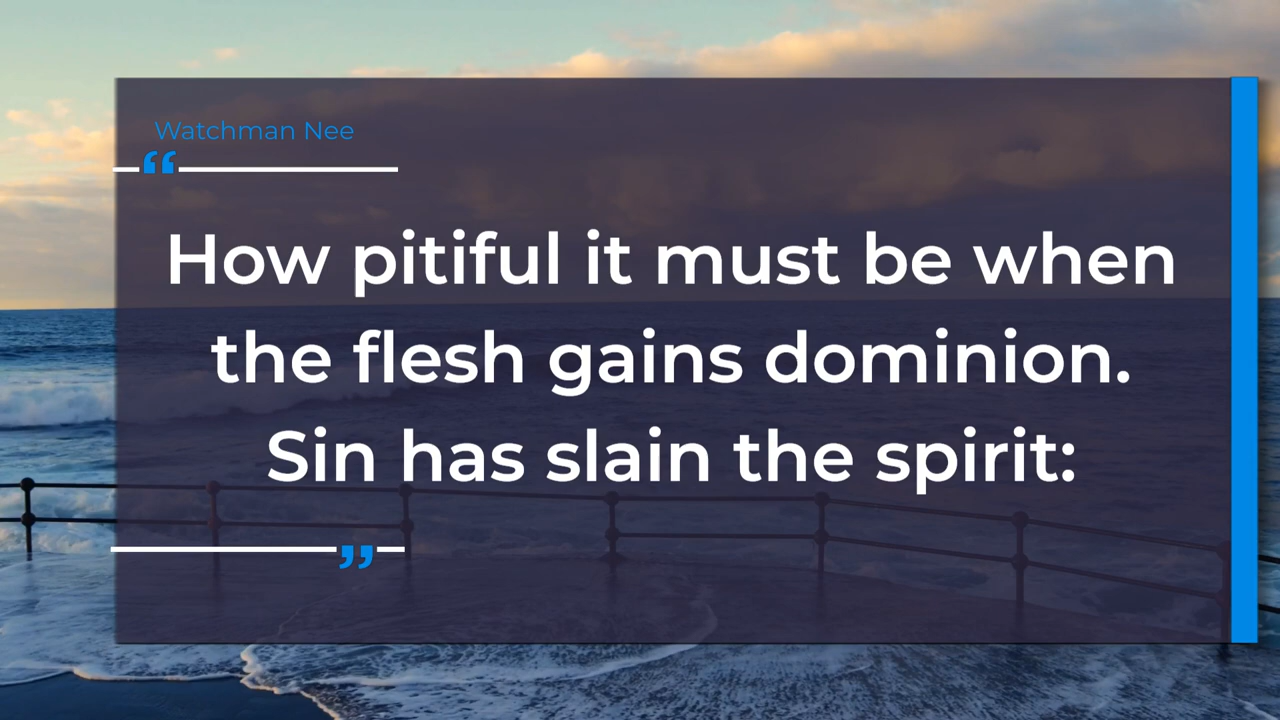 Watchman Nee
“
How pitiful it must be when
the flesh gains dominion.
Sin has slain the spirit:
”